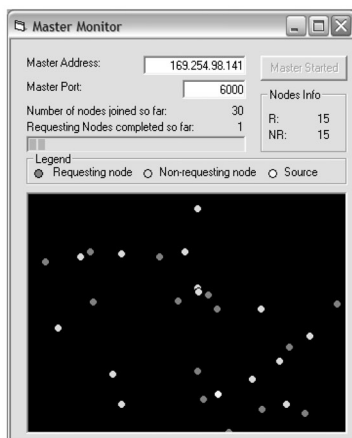 Master Monitor
Master Address: 169.254.98.141
Master Started
Master Port: 6000
Nodes Info
Number of nodes joined so far: 30
R: 15
Requesting Nodes completed so far: 1
NR: 15
Legend
Requesting node Non-requesting node Source